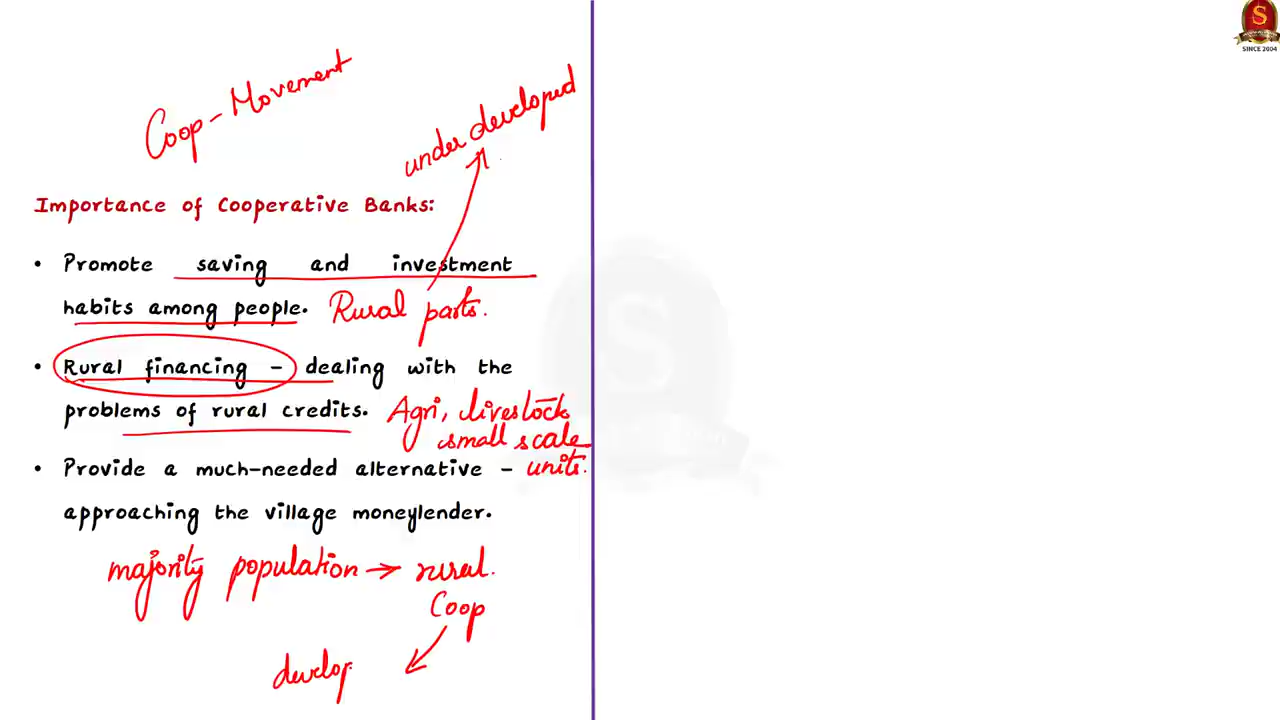 S
SINCE 2004
Coop-Movement
under developed
Importance of Cooperative Banks:
• Promote saving and investment
habits among people. Rural parts.
• Rural financing - dealing with the
problems of rural credits. Agri, livestock
small scale
• Provide a much-needed alternative - units.
approaching the village moneylender.
majority population → rural.
Coop
develop
S